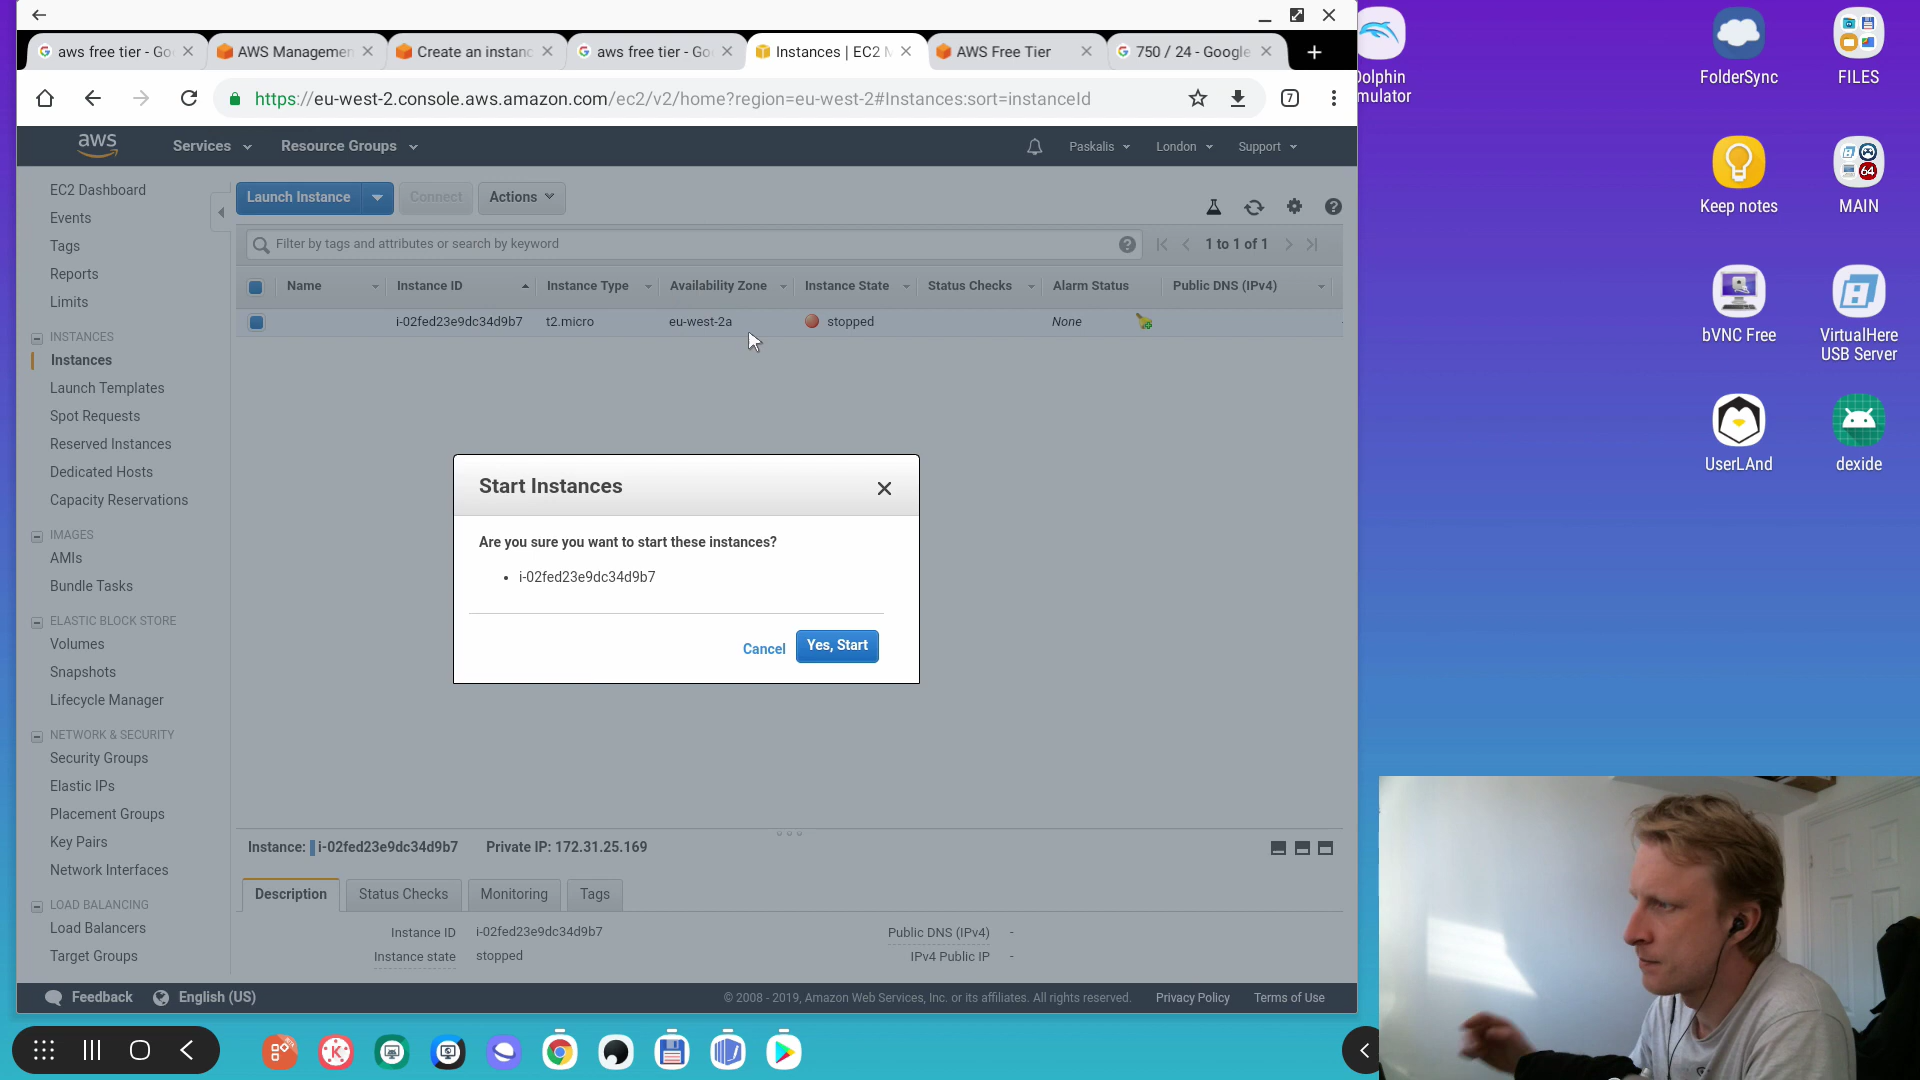 aws free tier - Go
AWS Managemen
Create an instanc
aws free tier - Go
Instances | EC2 M
AWS Free Tier
750 / 24 - Google
https://eu-west-2.console.aws.amazon.com/ec2/v2/home?region=eu-west-2#Instances:sort=instanceId
7
aws
Services
Resource Groups
Paskalis
London
Support
EC2 Dashboard
Events
Tags
Reports
Limits
INSTANCES
Instances
Launch Templates
Spot Requests
Reserved Instances
Dedicated Hosts
Capacity Reservations
IMAGES
AMIs
Bundle Tasks
ELASTIC BLOCK STORE
Volumes
Snapshots
Lifecycle Manager
NETWORK & SECURITY
Security Groups
Elastic IPs
Placement Groups
Key Pairs
Network Interfaces
LOAD BALANCING
Load Balancers
Target Groups
Launch Instance
Connect
Actions
Filter by tags and attributes or search by keyword
1 to 1 of 1
Name
Instance ID
Instance Type
Availability Zone
Instance State
Status Checks
Alarm Status
Public DNS (IPv4)
i-02fed23e9dc34d9b7
t2.micro
eu-west-2a
stopped
None
Start Instances
Are you sure you want to start these instances?
• i-02fed23e9dc34d9b7
Cancel
Yes, Start
Instance: i-02fed23e9dc34d9b7
Private IP: 172.31.25.169
Description
Status Checks
Monitoring
Tags
Instance ID
i-02fed23e9dc34d9b7
Public DNS (IPv4)
-
Instance state
stopped
IPv4 Public IP
-
Feedback
English (US)
© 2008 - 2019, Amazon Web Services, Inc. or its affiliates. All rights reserved.
Privacy Policy
Terms of Use
Dolphin
mulator
FolderSync
FILES
Keep notes
64
MAIN
bVNC Free
VirtualHere
USB Server
UserLAnd
dexide
K